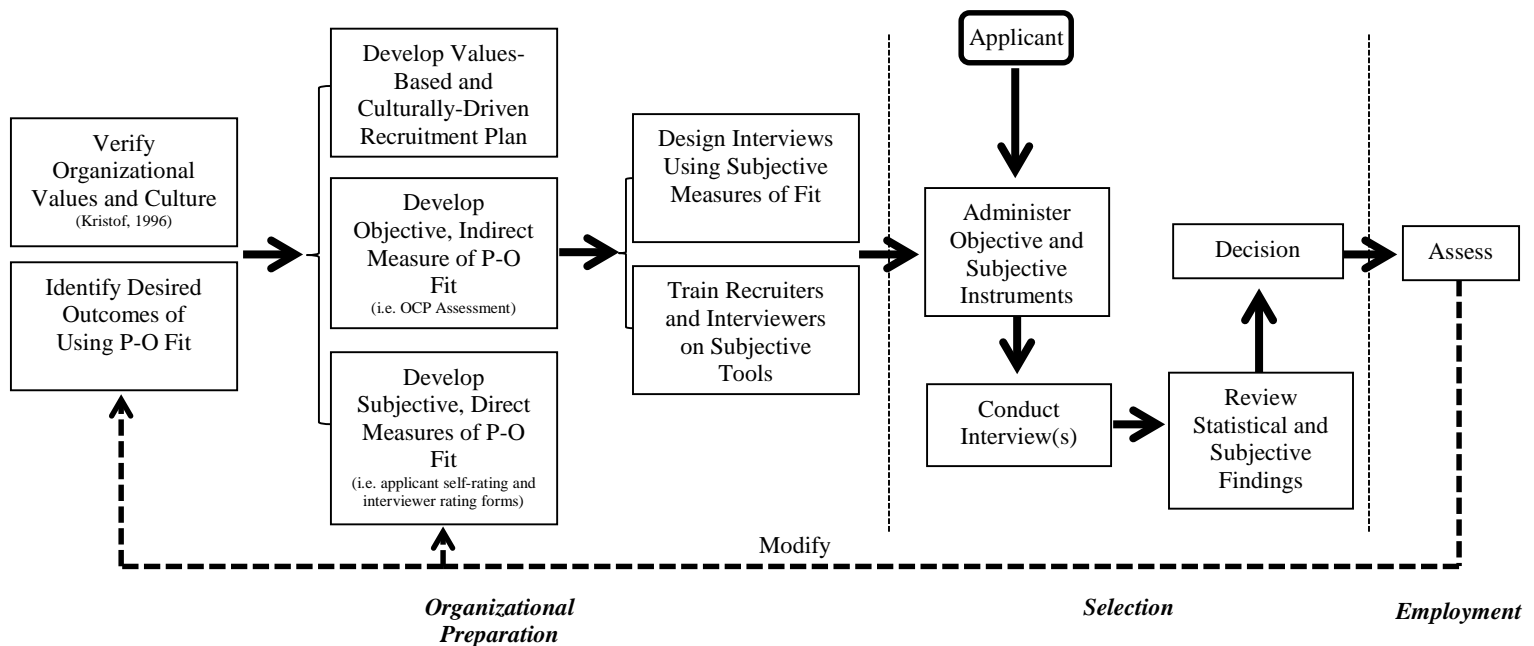 Verify
Organizational
Values and Culture
(Kristof, 1996)
Identify Desired
Outcomes of
Using P-O Fit
Develop Values-
Based and
Culturally-Driven
Recruitment Plan
Develop
Objective, Indirect
Measure of P-O
Fit
(i.e. OCP Assessment)
Develop
Subjective, Direct
Measures of P-O
Fit
(i.e. applicant self-rating and
interviewer rating forms)
Design Interviews
Using Subjective
Measures of Fit
Train Recruiters
and Interviewers
on Subjective
Tools
Applicant
Administer
Objective and
Subjective
Instruments
Conduct
Interview(s)
Review
Statistical and
Subjective
Findings
Decision
Assess
Modify
Organizational
Preparation
Selection
Employment